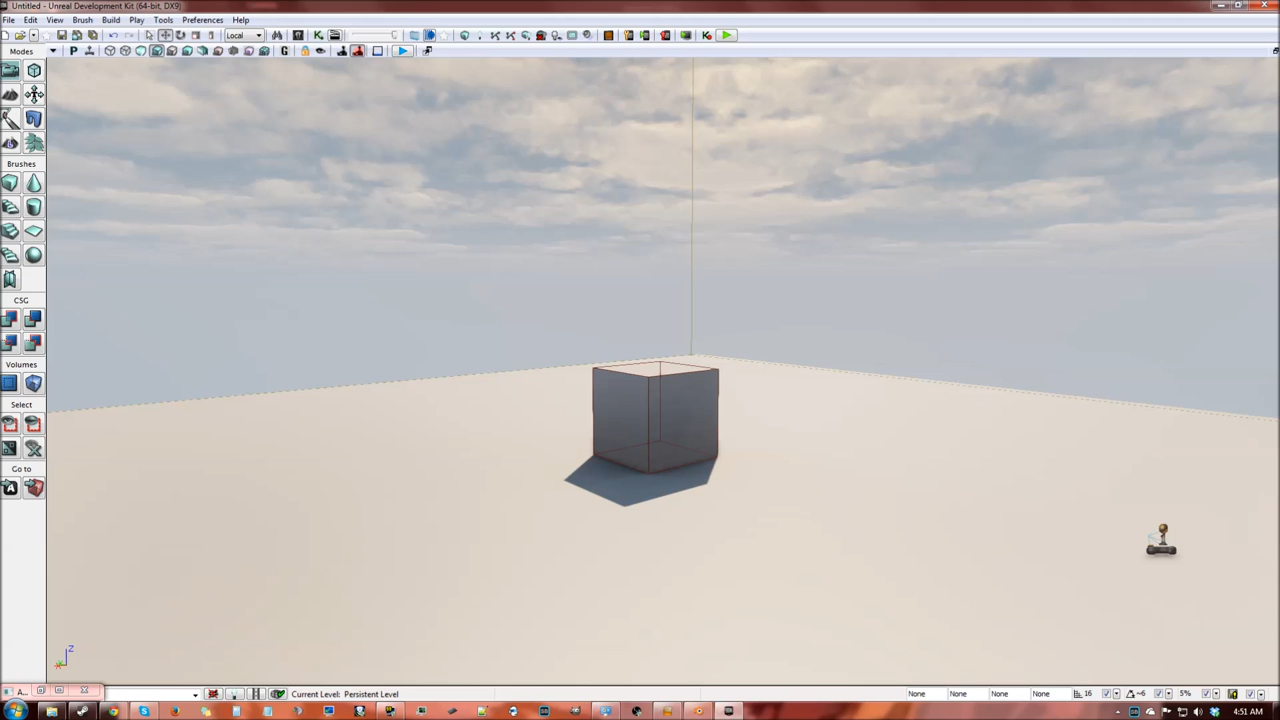 Untitled - Unreal Development Kit (64-bit, DX9)
File Edit View Brush Build Play Tools Preferences Help
Local
Modes
P
G
Brushes
CSG
Volumes
Select
Go to
A
Z
A...
Current Level: Persistent Level
None None None None 16 ~6 5%
4:51 AM